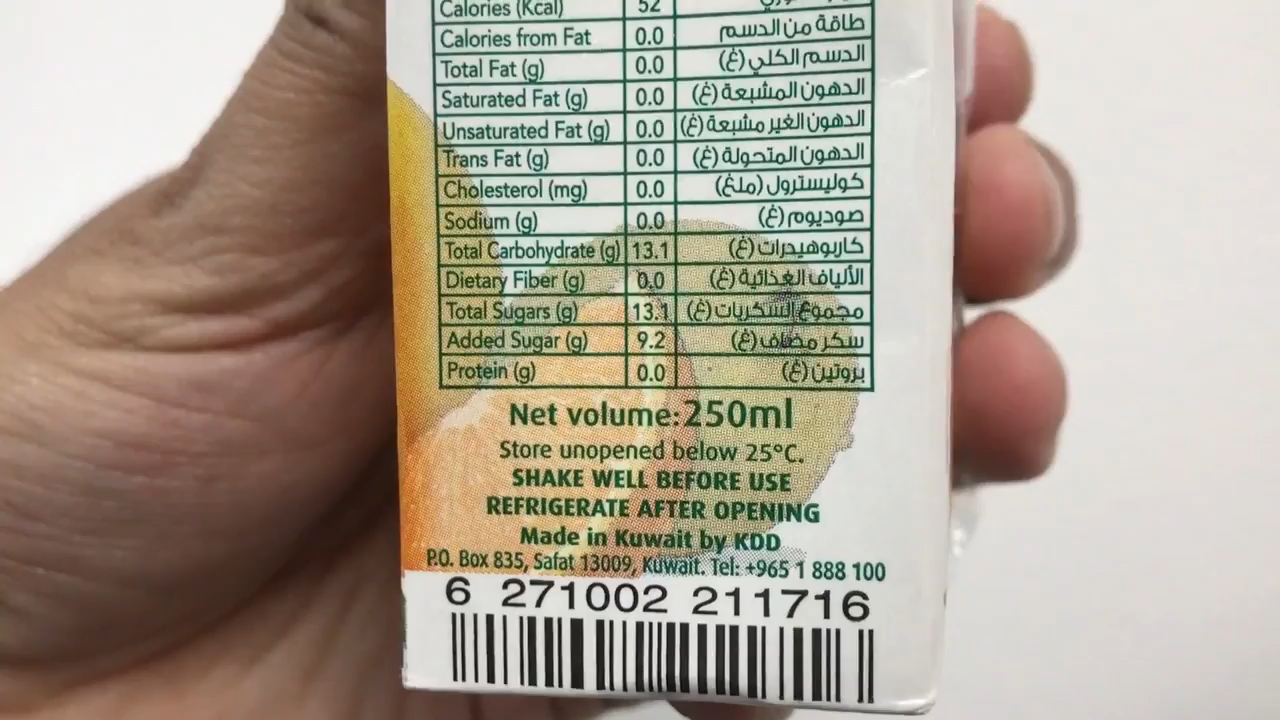 Calories (Kcal) 52
Calories from Fat 0.0 طاقة من الدسم
Total Fat (g) 0.0 الدسم الكلي (غ)
Saturated Fat (g) 0.0 الدهون المشبعة (غ)
Unsaturated Fat (g) 0.0 الدهون الغير مشبعة (غ)
Trans Fat (g) 0.0 الدهون المتحولة (غ)
Cholesterol (mg) 0.0 كوليسترول (ملغ)
Sodium (g) 0.0 صوديوم (غ)
Total Carbohydrate (g) 13.1 كاربوهيدرات (غ)
Dietary Fiber (g) 0.0 الألياف الغذائية (غ)
Total Sugars (g) 13.1 مجموع السكريات (غ)
Added Sugar (g) 9.2 سكر مضاف (غ)
Protein (g) 0.0 بروتين (غ)
Net volume: 250ml
Store unopened below 25°C.
SHAKE WELL BEFORE USE
REFRIGERATE AFTER OPENING
Made in Kuwait by KDD
P.O. Box 835, Safat 13009, Kuwait. Tel: +965 1 888 100
6 271002 211716